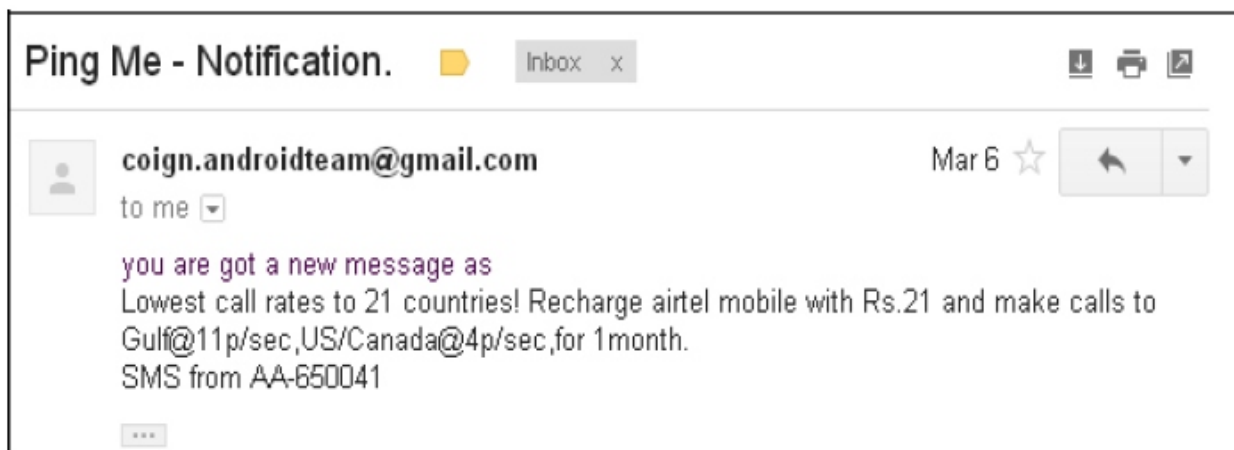 Ping Me - Notification. Inbox x
coign.androidteam@gmail.com Mar 6
to me
you are got a new message as
Lowest call rates to 21 countries! Recharge airtel mobile with Rs.21 and make calls to
Gulf@11p/sec,US/Canada@4p/sec,for 1month.
SMS from AA-650041